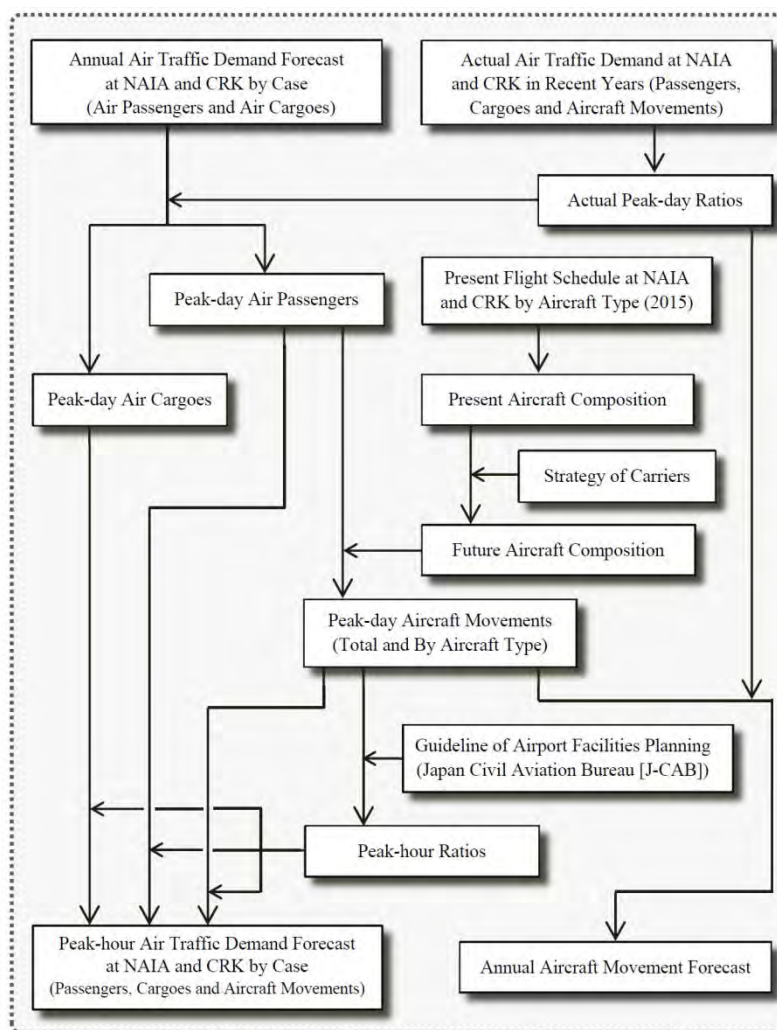 Annual Air Traffic Demand Forecast
at NAIA and CRK by Case
(Air Passengers and Air Cargoes)
Actual Air Traffic Demand at NAIA
and CRK in Recent Years (Passengers,
Cargoes and Aircraft Movements)
Actual Peak-day Ratios
Peak-day Air Passengers
Present Flight Schedule at NAIA
and CRK by Aircraft Type (2015)
Peak-day Air Cargoes
Present Aircraft Composition
Strategy of Carriers
Future Aircraft Composition
Peak-day Aircraft Movements
(Total and By Aircraft Type)
Guideline of Airport Facilities Planning
(Japan Civil Aviation Bureau [J-CAB])
Peak-hour Ratios
Peak-hour Air Traffic Demand Forecast
at NAIA and CRK by Case
(Passengers, Cargoes and Aircraft Movements)
Annual Aircraft Movement Forecast